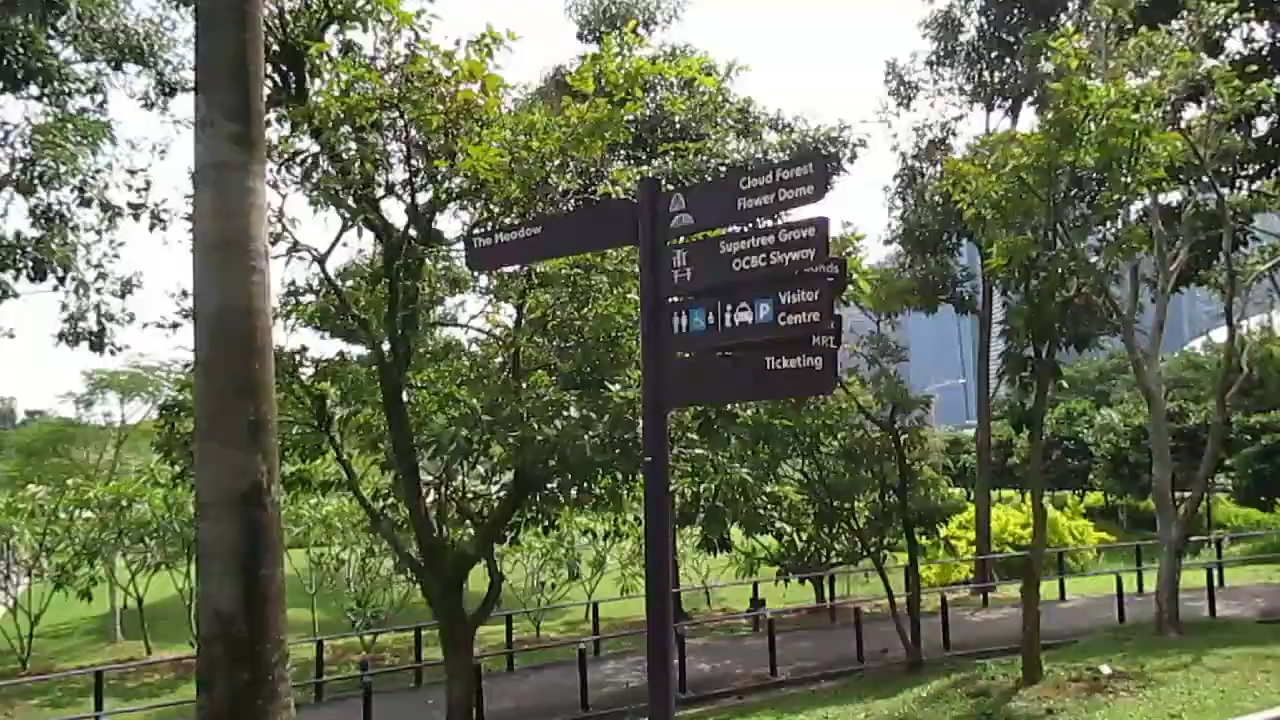 The Meadow
Cloud Forest
Flower Dome
Supertree Grove
OCBC Skyway
P Visitor
Centre
MRT
Ticketing